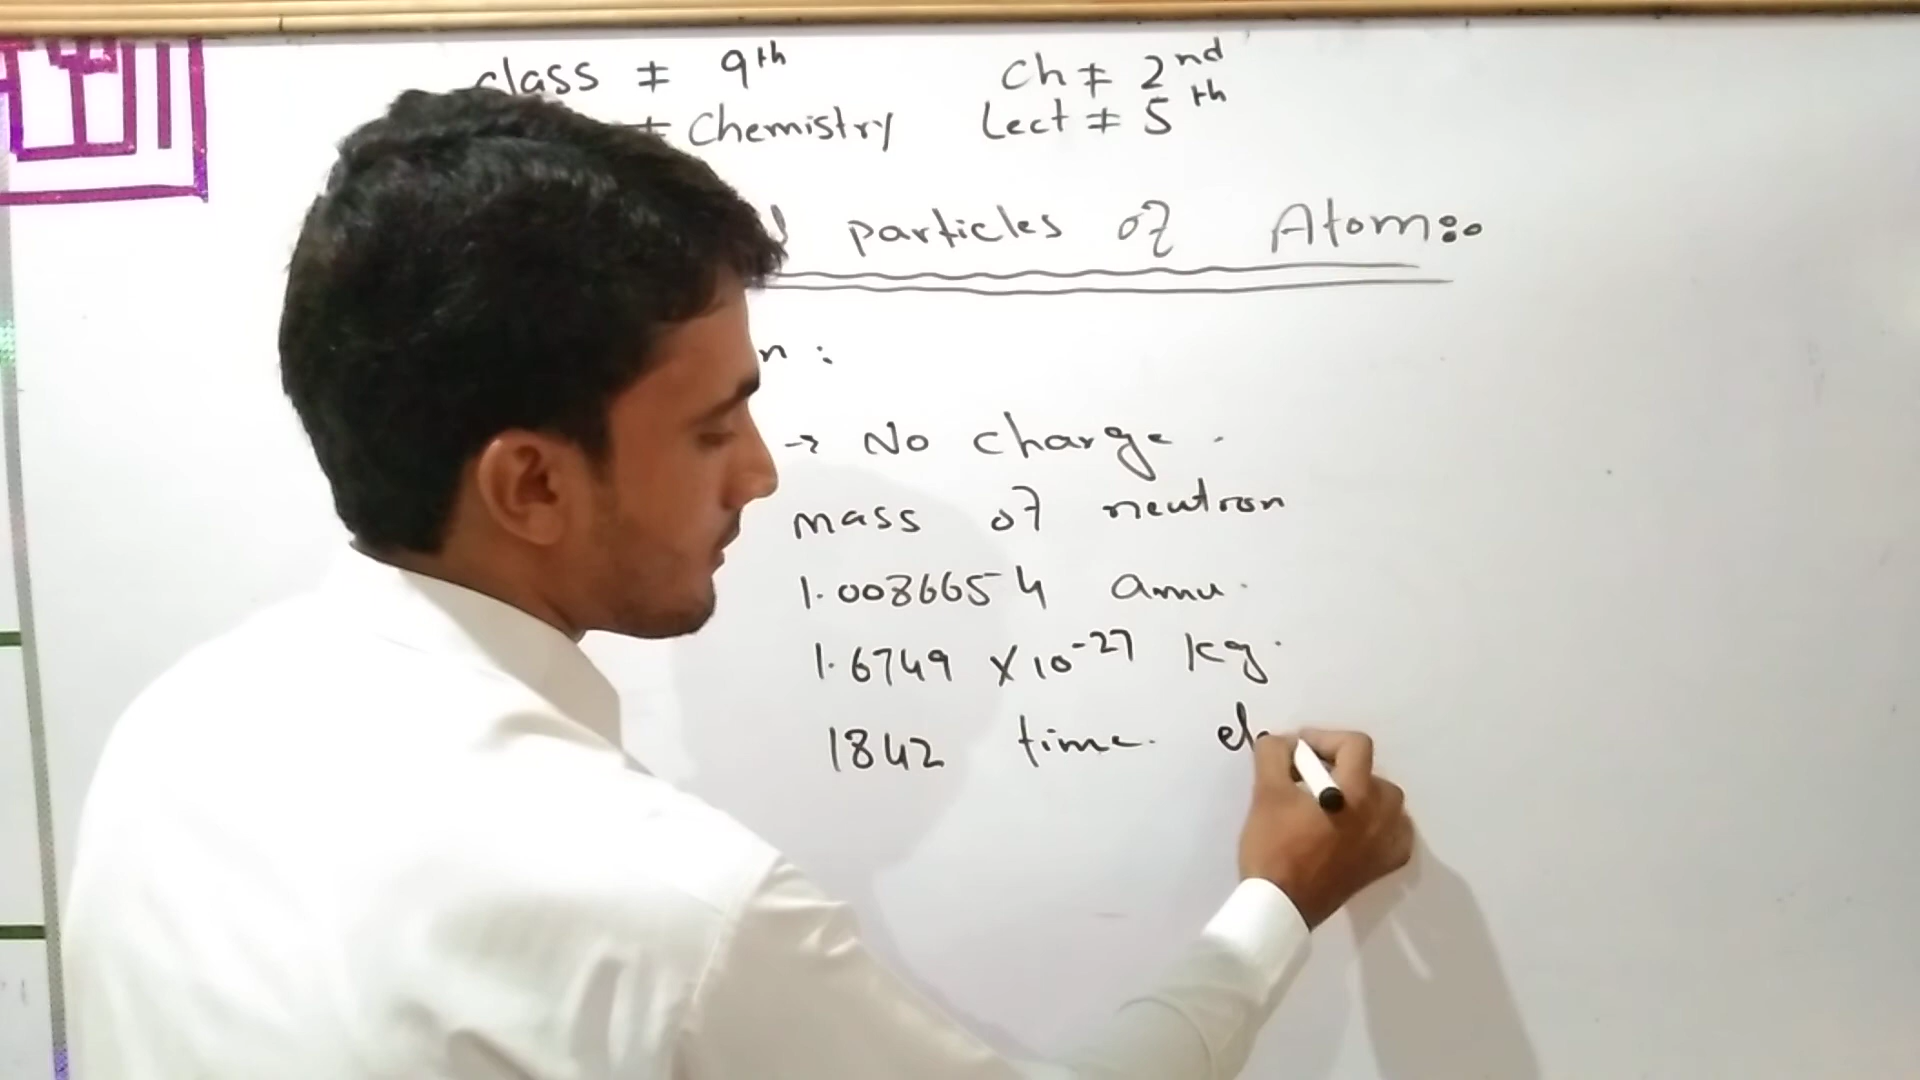 class # 9th Ch # 2nd
# Chemistry Lect # 5th
particles of Atom:
n :
→ No charge.
mass of neutron
1.0086654 amu.
1.6749 x 10-27 kg.
1842 time. ele